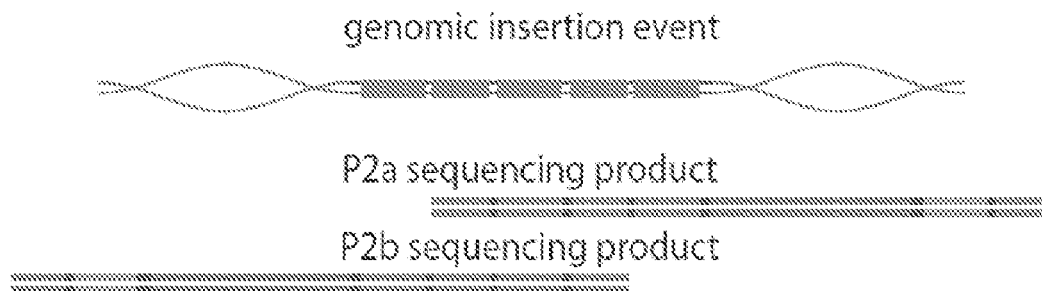 genomic insertion event
P2a sequencing product
P2b sequencing product